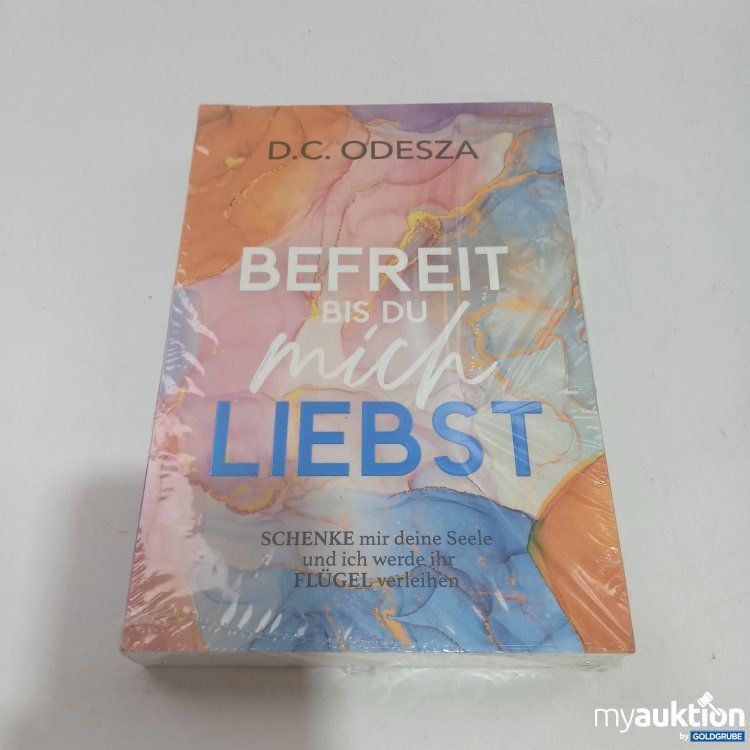 D.C. ODESZA
BEFREIT
BIS DU
mich
LIEBST
SCHENKE mir deine Seele
und ich werde ihr
FLÜGEL verleihen
myauktion
by GOLDGRUBE